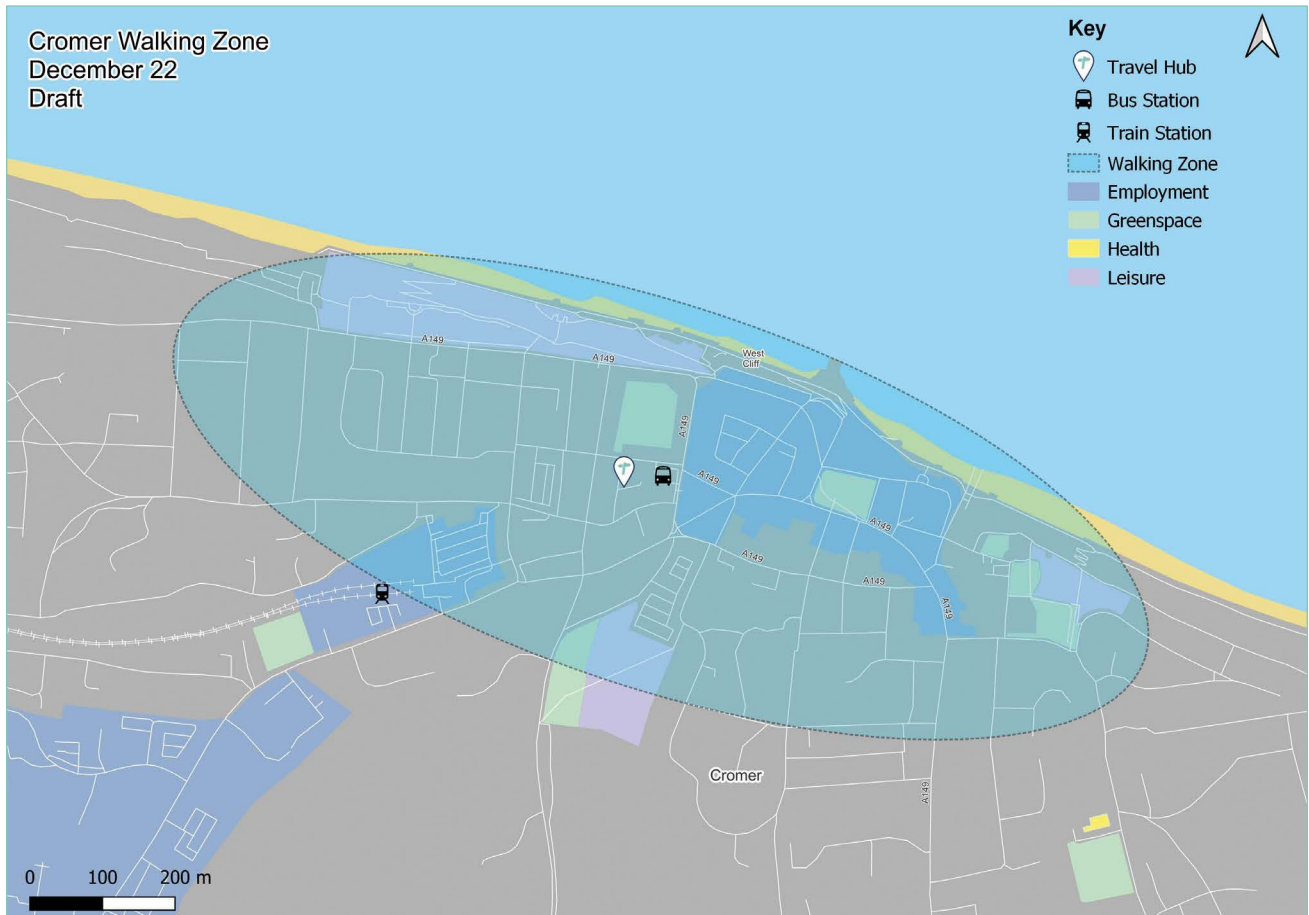 Cromer Walking Zone
December 22
Draft
Key
Travel Hub
Bus Station
Train Station
Walking Zone
Employment
Greenspace
Health
Leisure
A149
A149
West
Cliff
A149
A149
A149
A149
A149
A149
Cromer
A149
0 100 200 m